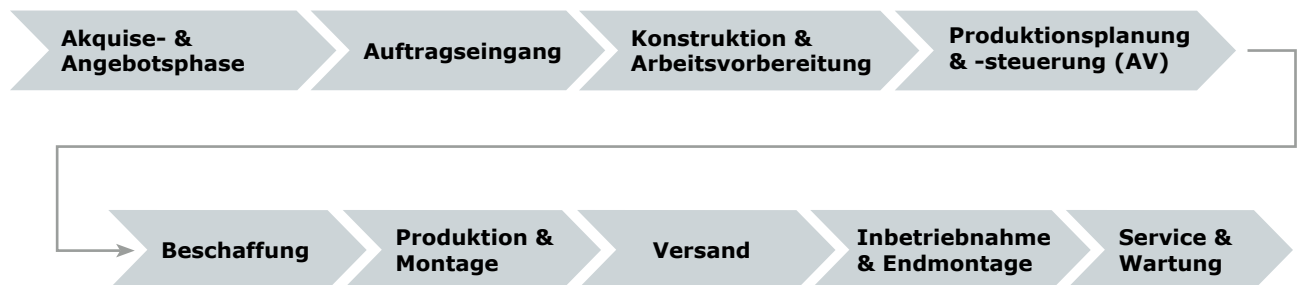 Akquise- &
Angebotsphase
Auftragseingang
Konstruktion &
Arbeitsvorbereitung
Produktionsplanung
& -steuerung (AV)
Beschaffung
Produktion &
Montage
Versand
Inbetriebnahme
& Endmontage
Service &
Wartung